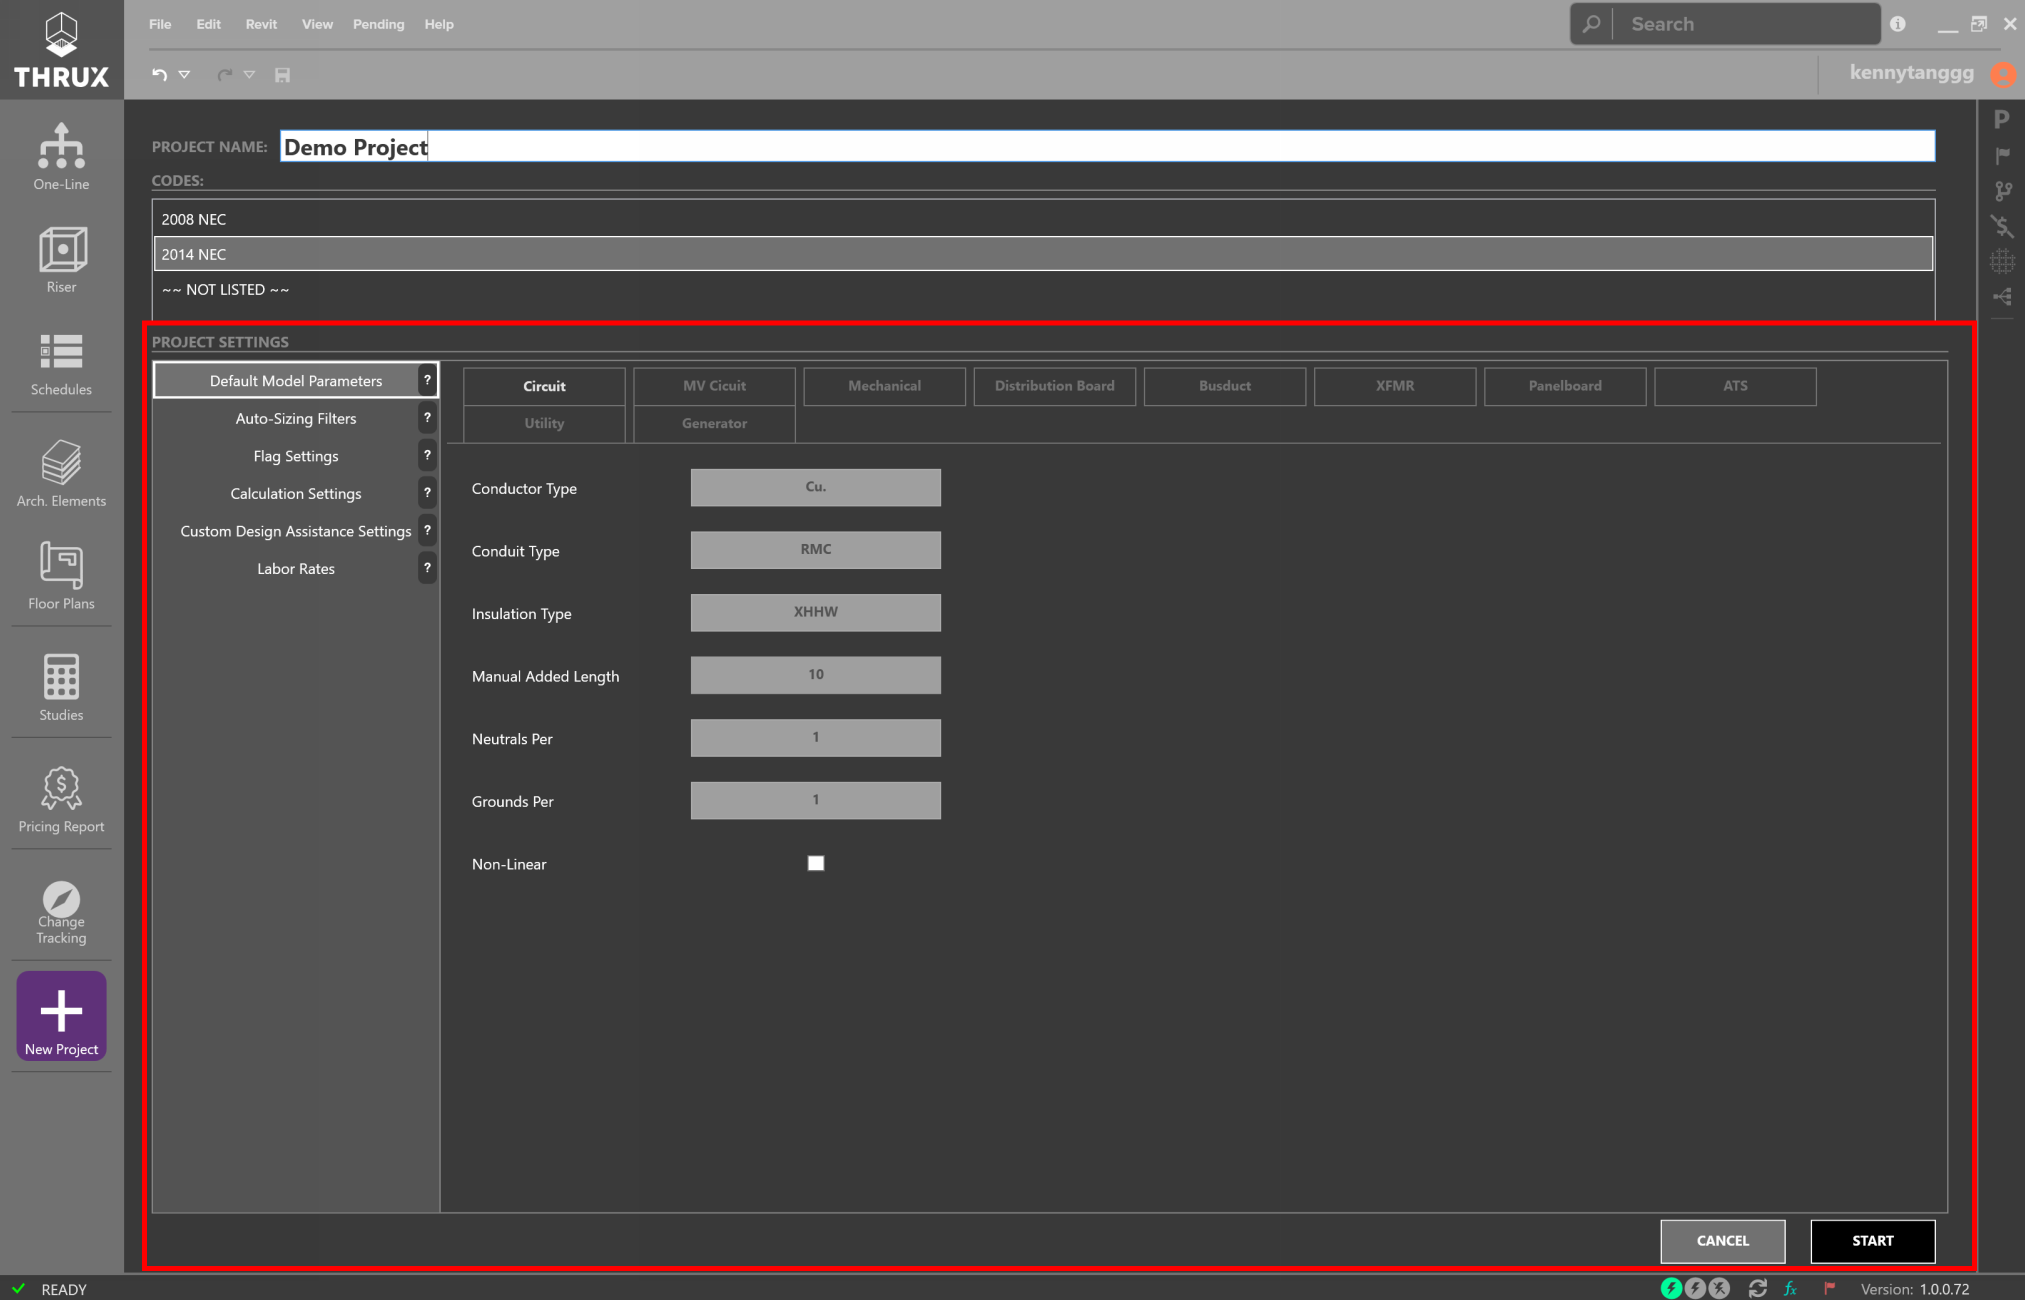 File Edit Revit View Pending Help
Search
THRUX
kennytanggg
One-Line
Riser
Schedules
Arch. Elements
Floor Plans
Studies
Pricing Report
Change
Tracking
New Project
PROJECT NAME: Demo Project
CODES:
2008 NEC
2014 NEC
~~ NOT LISTED ~~
PROJECT SETTINGS
Default Model Parameters ?
Auto-Sizing Filters ?
Flag Settings ?
Calculation Settings ?
Custom Design Assistance Settings ?
Labor Rates ?
Circuit MV Cicuit Mechanical Distribution Board Busduct XFMR Panelboard ATS
Utility Generator
Conductor Type Cu.
Conduit Type RMC
Insulation Type XHHW
Manual Added Length 10
Neutrals Per 1
Grounds Per 1
Non-Linear
CANCEL START
P
READY
fx
Version: 1.0.0.72